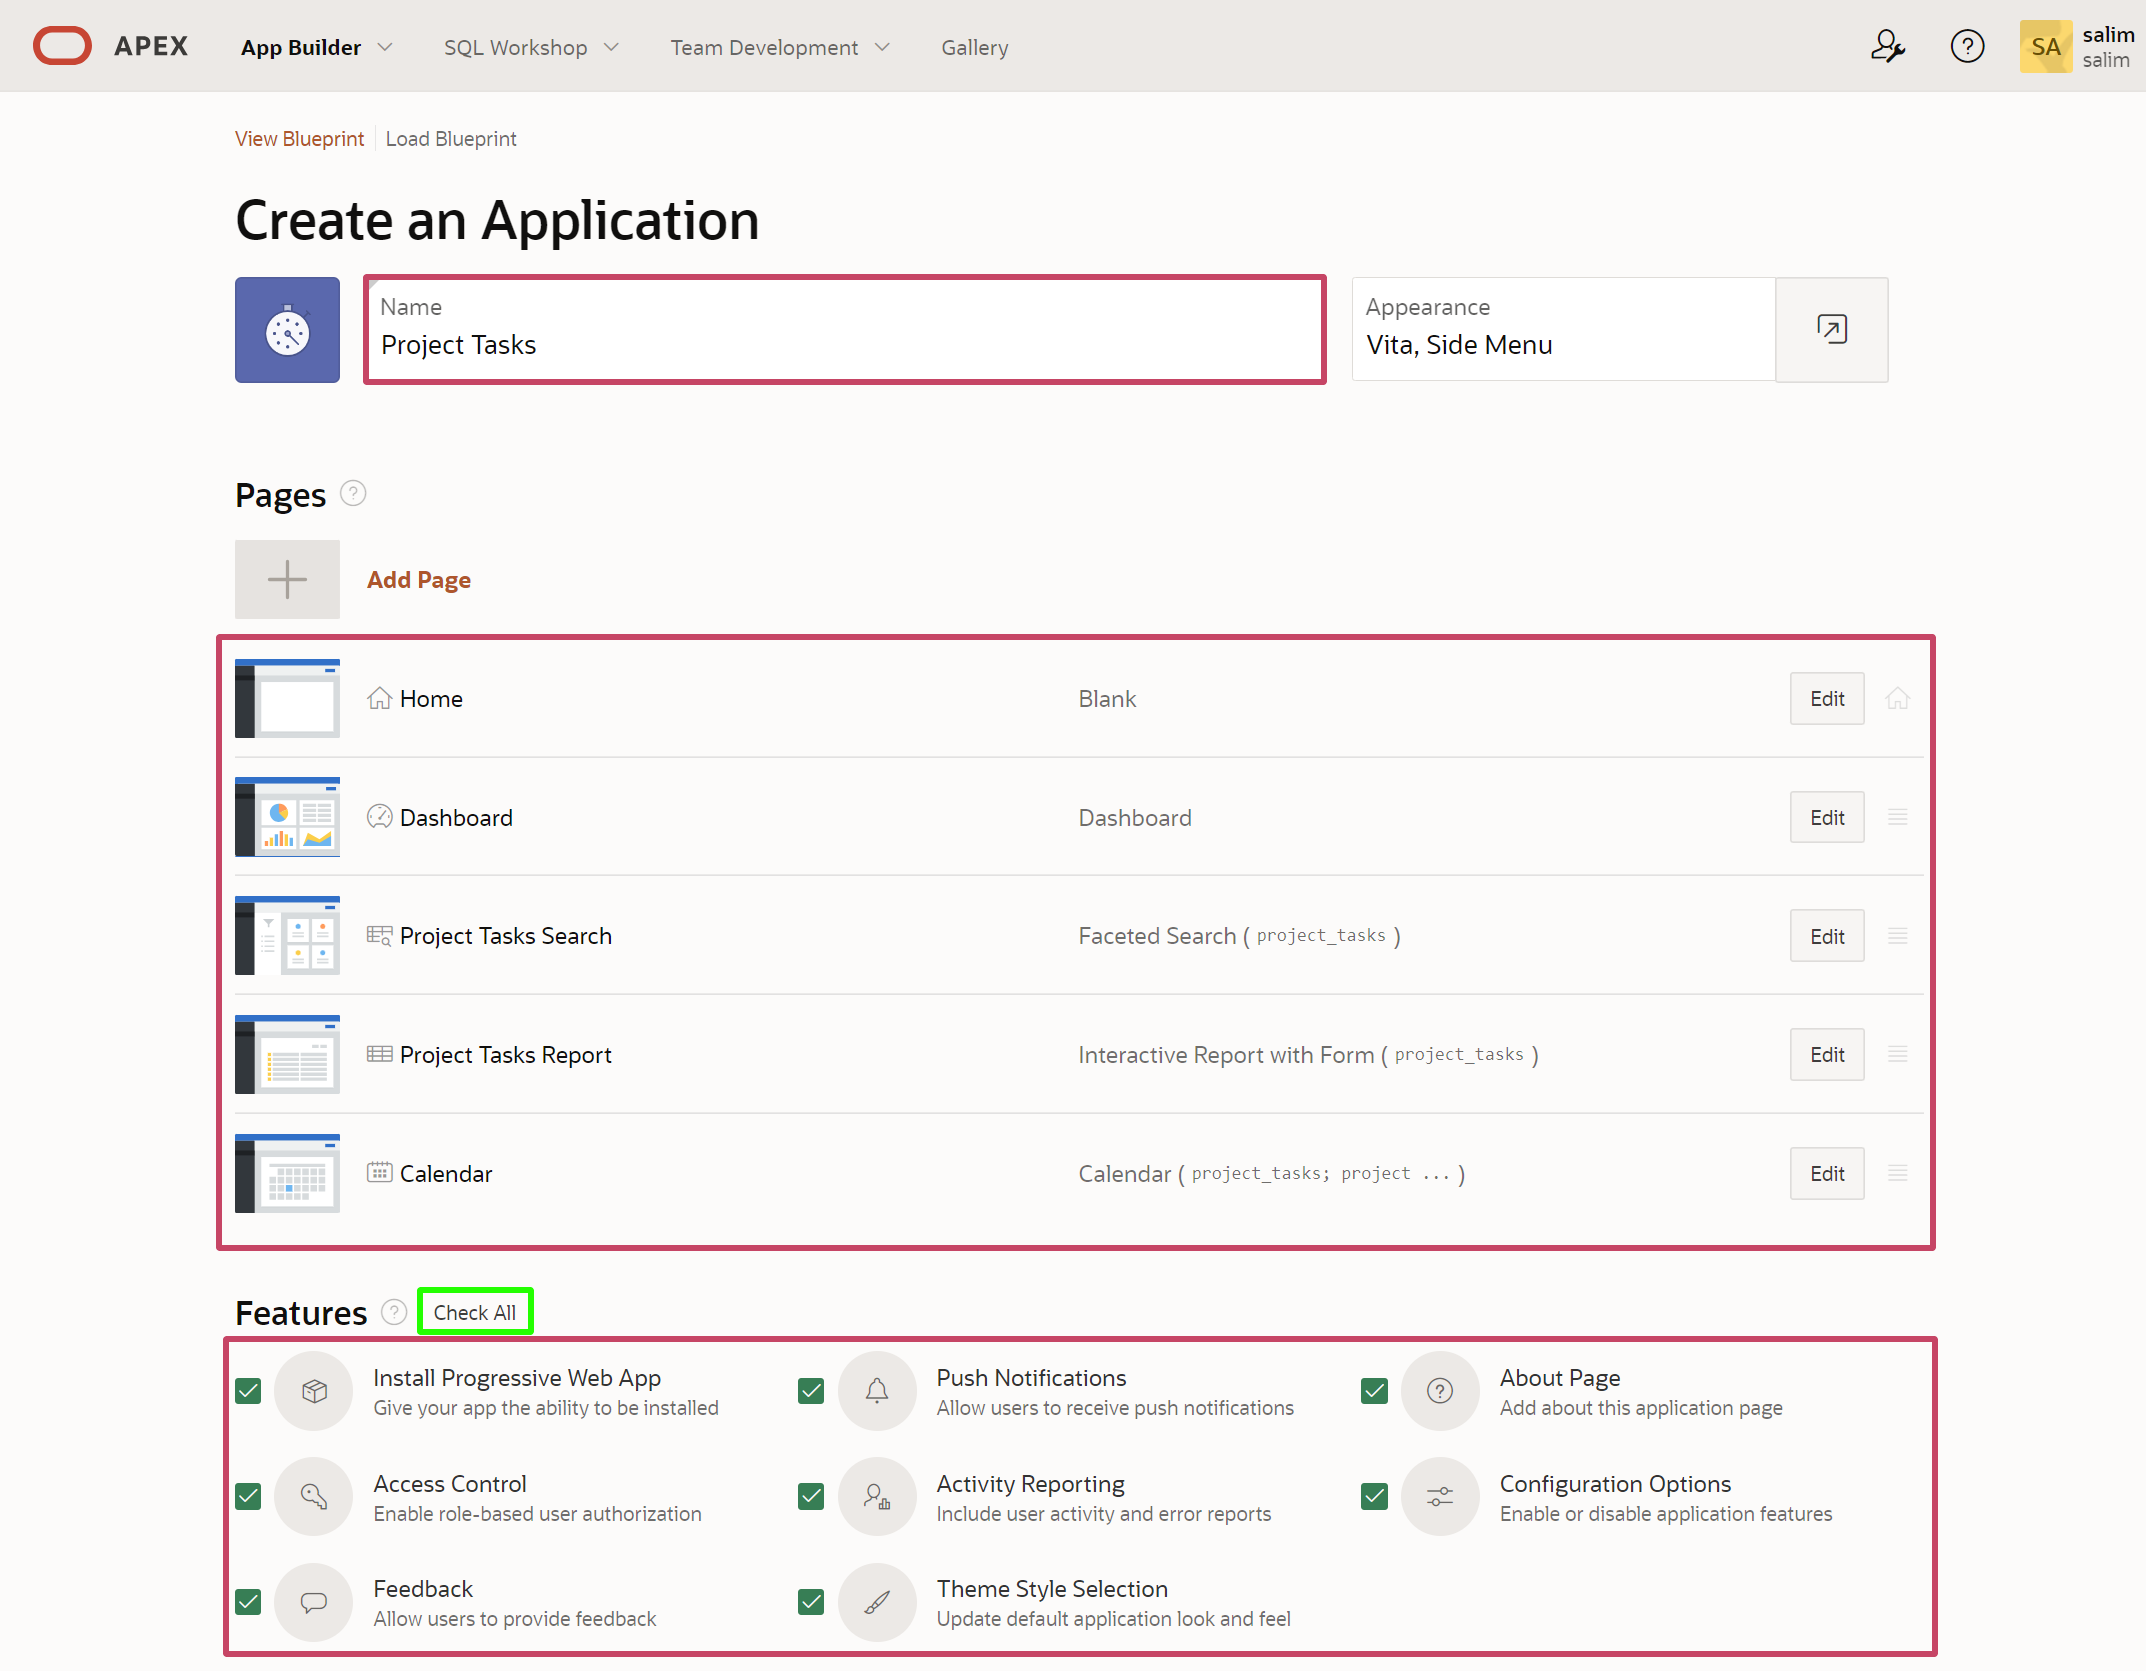 APEX App Builder SQL Workshop Team Development Gallery SA salim
salim
View Blueprint Load Blueprint
Create an Application
Name
Project Tasks
Appearance
Vita, Side Menu
Pages ?
Add Page
Home Blank Edit
Dashboard Dashboard Edit
Project Tasks Search Faceted Search ( project_tasks ) Edit
Project Tasks Report Interactive Report with Form ( project_tasks ) Edit
Calendar Calendar ( project_tasks; project ... ) Edit
Features ? Check All
Install Progressive Web App
Give your app the ability to be installed
Push Notifications
Allow users to receive push notifications
About Page
Add about this application page
Access Control
Enable role-based user authorization
Activity Reporting
Include user activity and error reports
Configuration Options
Enable or disable application features
Feedback
Allow users to provide feedback
Theme Style Selection
Update default application look and feel